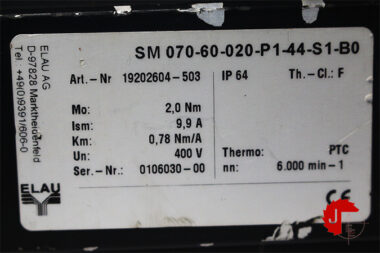 ELAU AG
D-97828 Marktheidenfeld
Tel.: +49(0)9391/606-0
SM 070-60-020-P1-44-S1-B0
Art.-Nr 19202604-503 IP 64 Th.-Cl.: F
Mo: 2,0 Nm
Ism: 9,9 A
Km: 0,78 Nm/A
Un: 400 V Thermo: PTC
Ser.-Nr.: 0106030-00 nn: 6.000 min-1
ELAU
CE